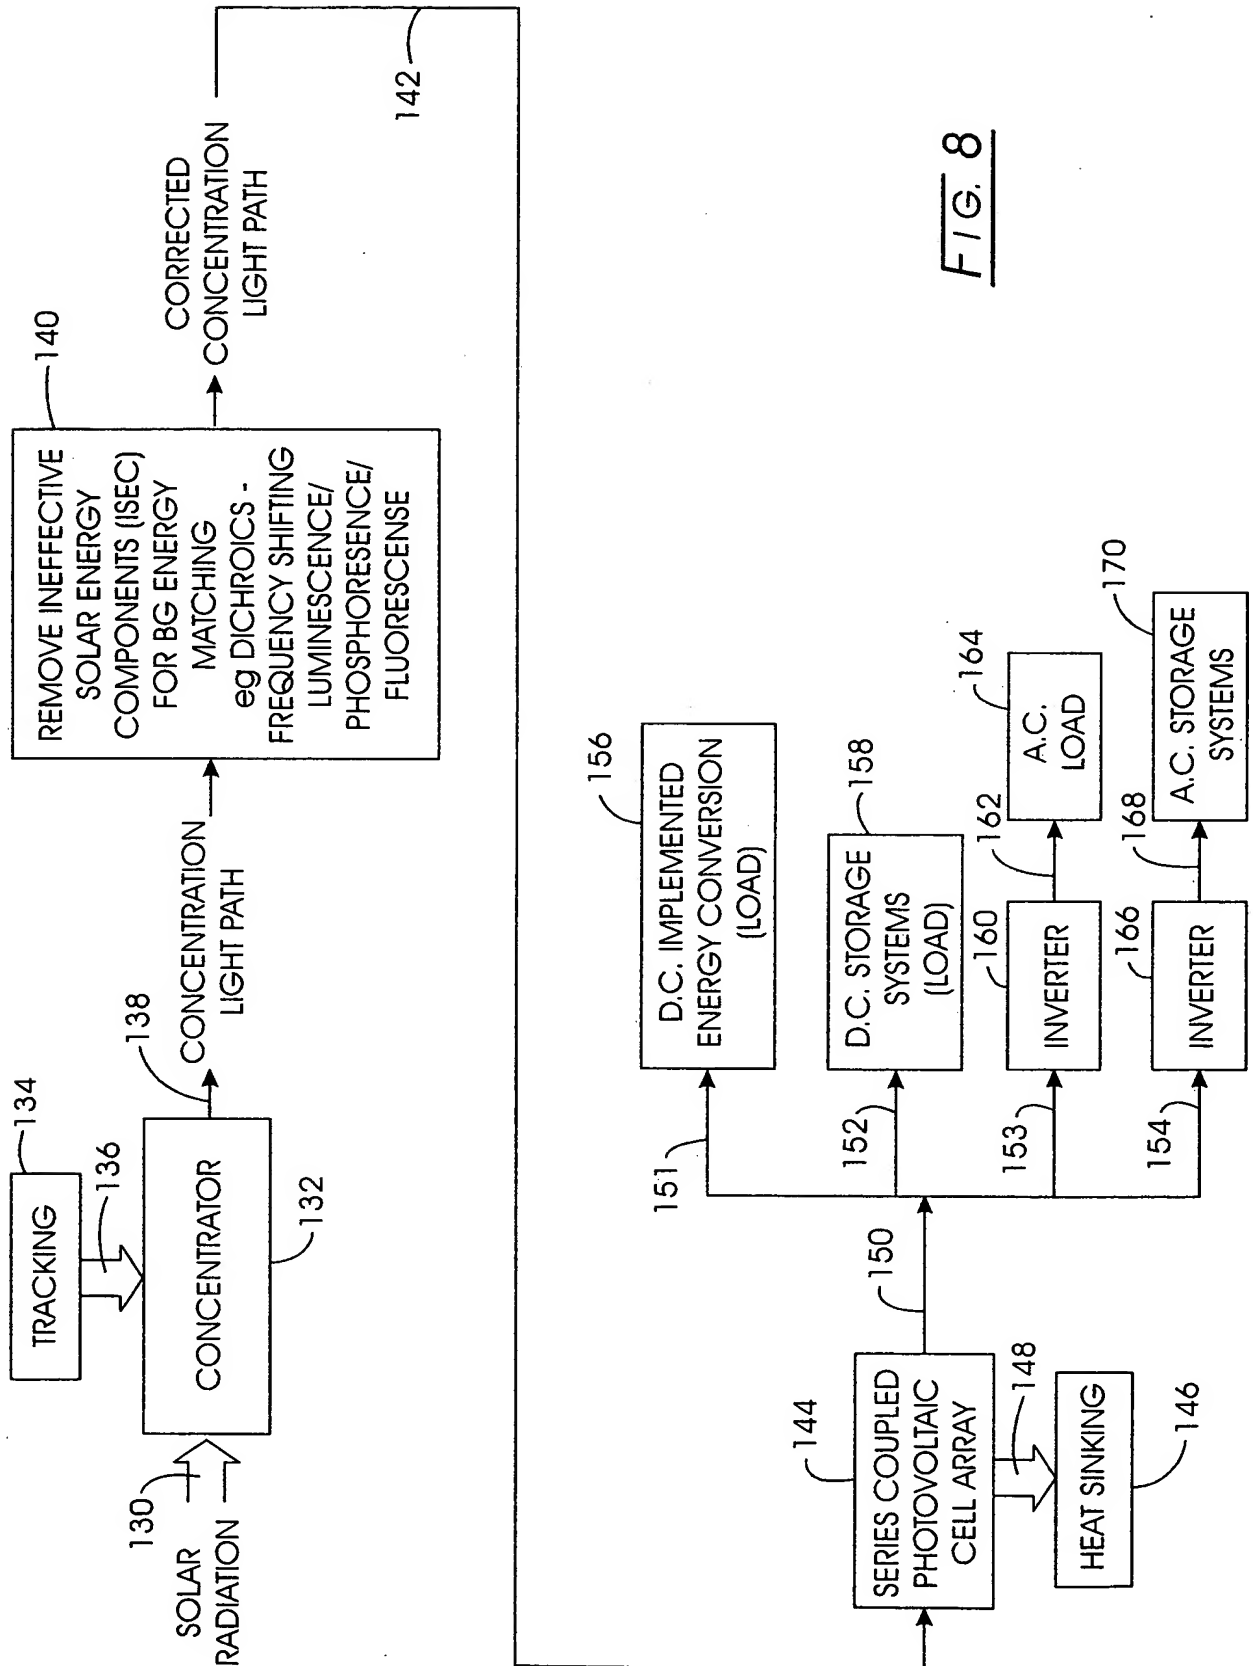 SOLAR
RADIATION
130
TRACKING
134
136
CONCENTRATOR
132
138
CONCENTRATION
LIGHT PATH
REMOVE INEFFECTIVE
SOLAR ENERGY
COMPONENTS (ISEC)
FOR BG ENERGY
MATCHING
eg DICHROICS -
FREQUENCY SHIFTING
LUMINESCENCE/
PHOSPHORESENCE/
FLUORESCENSE
140
CORRECTED
CONCENTRATION
LIGHT PATH
142
SERIES COUPLED
PHOTOVOLTAIC
CELL ARRAY
144
148
HEAT SINKING
146
150
151
D.C. IMPLEMENTED
ENERGY CONVERSION
(LOAD)
156
152
D.C. STORAGE
SYSTEMS
(LOAD)
158
153
INVERTER
160
162
A.C.
LOAD
164
154
INVERTER
166
168
A.C. STORAGE
SYSTEMS
170
FIG. 8